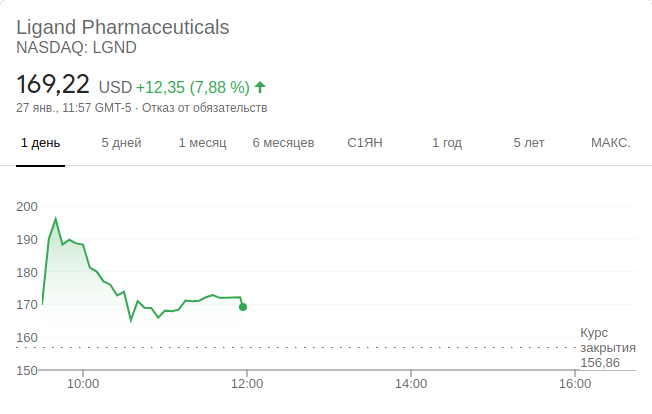 Ligand Pharmaceuticals
NASDAQ: LGND
169,22 USD +12,35 (7,88 %)
27 янв., 11:57 GMT-5 · Отказ от обязательств
1 день 5 дней 1 месяц 6 месяцев С1ЯН 1 год 5 лет МАКС.
200
190
180
170
160
150
Курс
закрытия
156,86
10:00 12:00 14:00 16:00